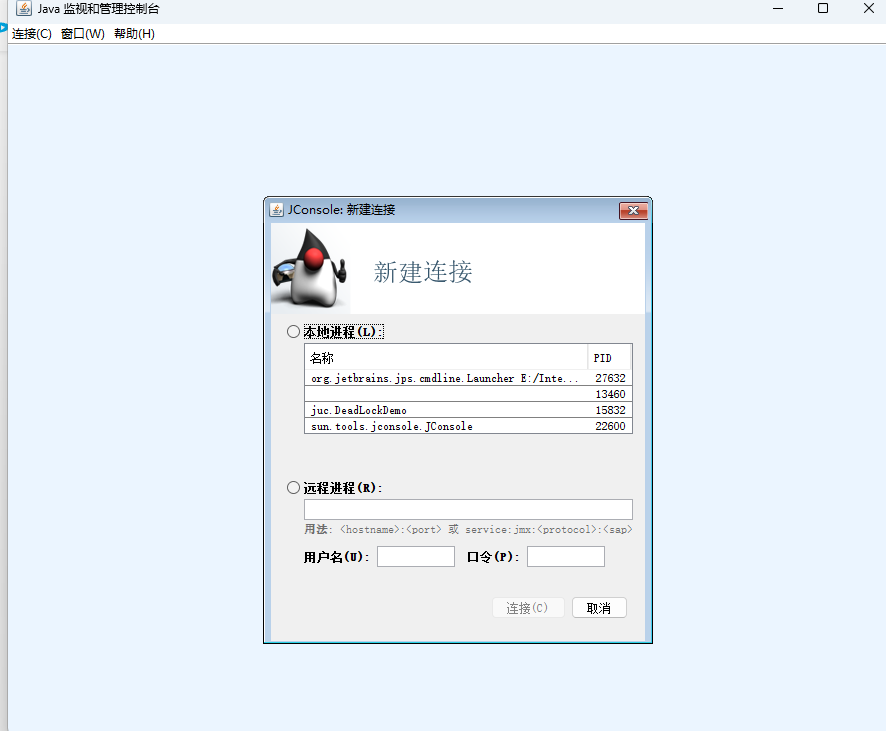 Java 监视和管理控制台
连接(C) 窗口(W) 帮助(H)
JConsole: 新建连接
新建连接
本地进程(L):
名称 PID
org.jetbrains.jps.cmdline.Launcher E:/Inte... 27632
13460
juc.DeadLockDemo 15832
sun.tools.jconsole.JConsole 22600
远程进程(R):
用法: <hostname>:<port> 或 service:jmx:<protocol>:<sap>
用户名(U): 口令(P):
连接(C) 取消